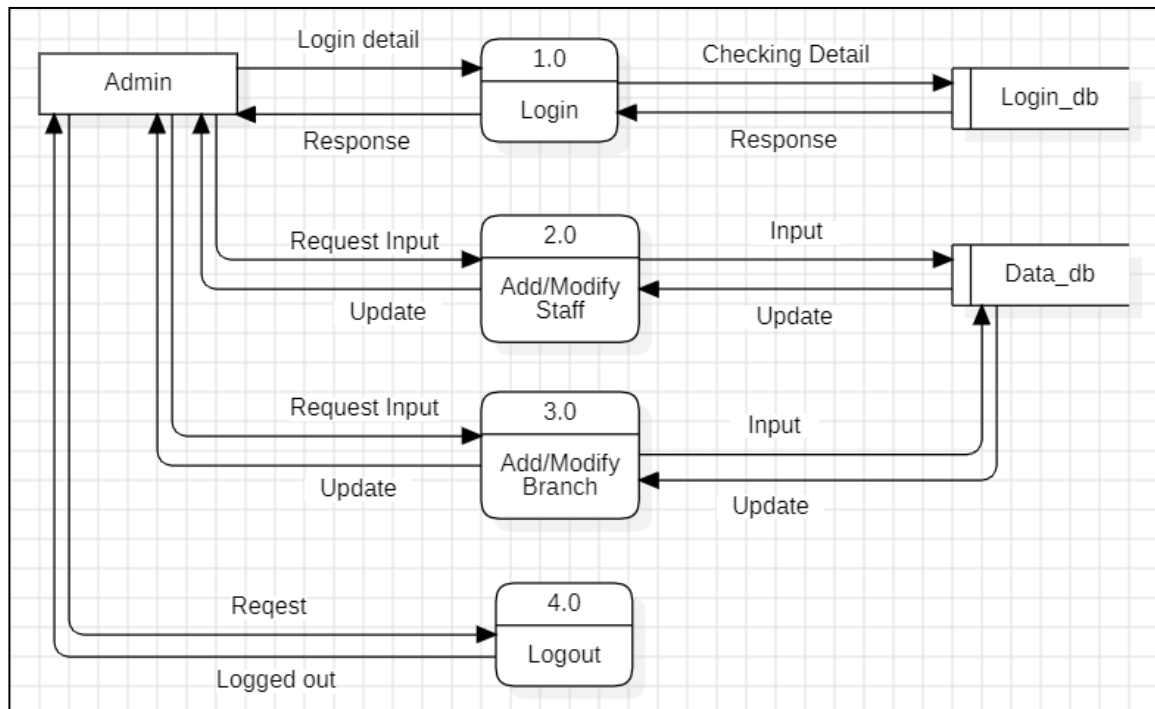 Login detail
1.0
Checking Detail
Admin
Login_db
Login
Response
Response
2.0
Request Input
Input
Add/Modify
Staff
Data_db
Update
Update
3.0
Request Input
Input
Add/Modify
Branch
Update
Update
4.0
Reqest
Logout
Logged out